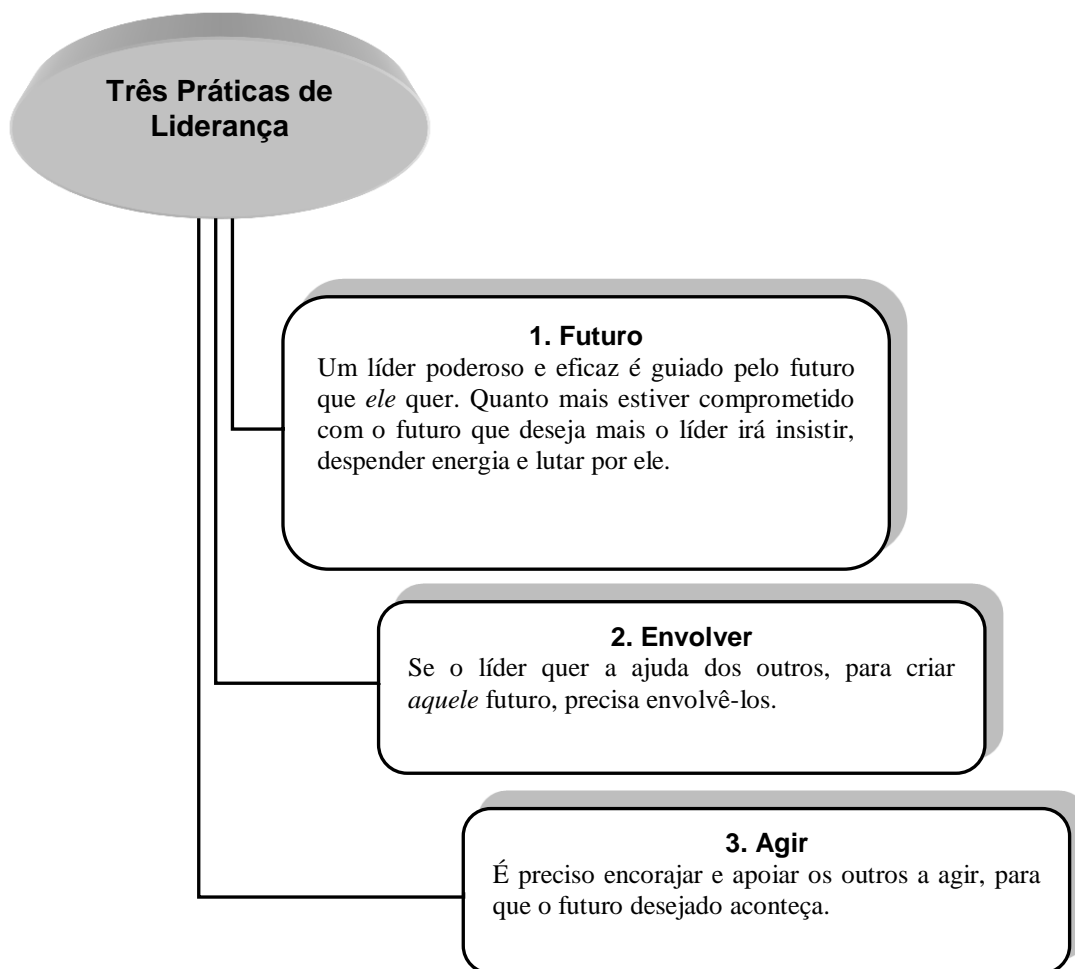 Três Práticas de
Liderança
1. Futuro
Um líder poderoso e eficaz é guiado pelo futuro
que ele quer. Quanto mais estiver comprometido
com o futuro que deseja mais o líder irá insistir,
despender energia e lutar por ele.
2. Envolver
Se o líder quer a ajuda dos outros, para criar
aquele futuro, precisa envolvê-los.
3. Agir
É preciso encorajar e apoiar os outros a agir, para
que o futuro desejado aconteça.